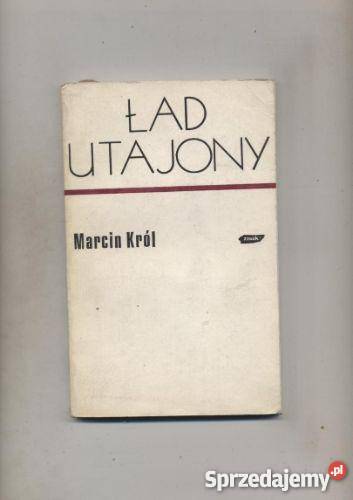 ŁAD
UTAJONY
Marcin Król
znak
Sprzedajemy.pl